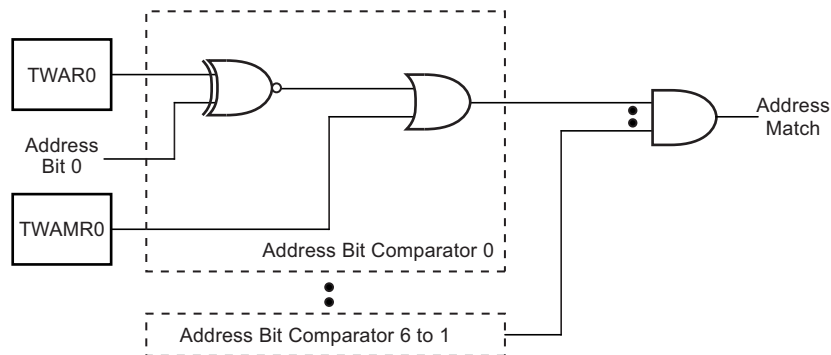 TWAR0
Address
Bit 0
TWAMR0
Address Bit Comparator 0
Address
Match
Address Bit Comparator 6 to 1